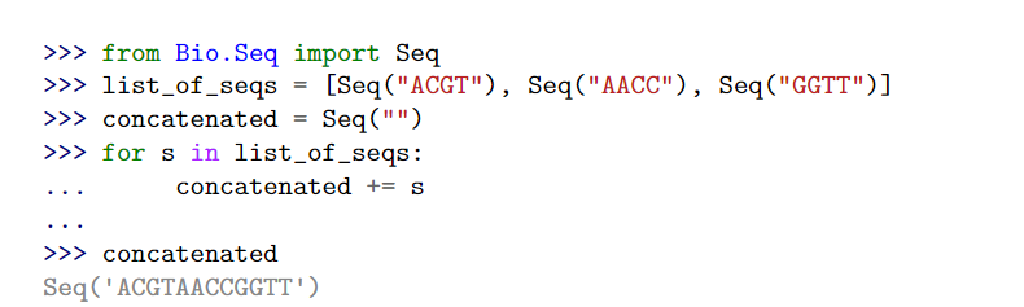 >>> from Bio.Seq import Seq
>>> list_of_seqs = [Seq("ACGT"), Seq("AACC"), Seq("GGTT")]
>>> concatenated = Seq("")
>>> for s in list_of_seqs:
...     concatenated += s
...
>>> concatenated
Seq('ACGTAACCGGTT')